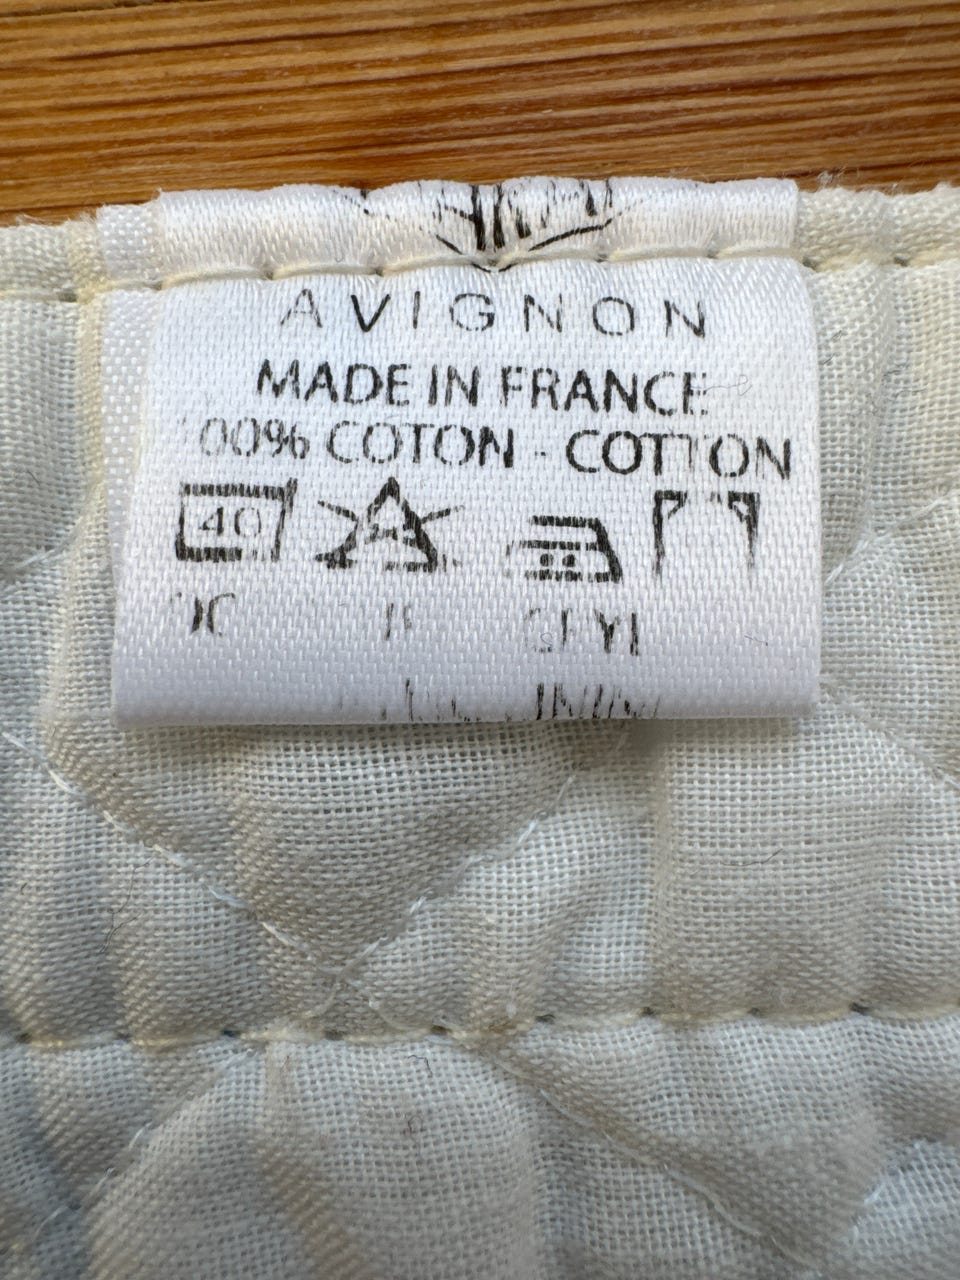 AVIGNON
MADE IN FRANCE
00% COTON - COTTON
40